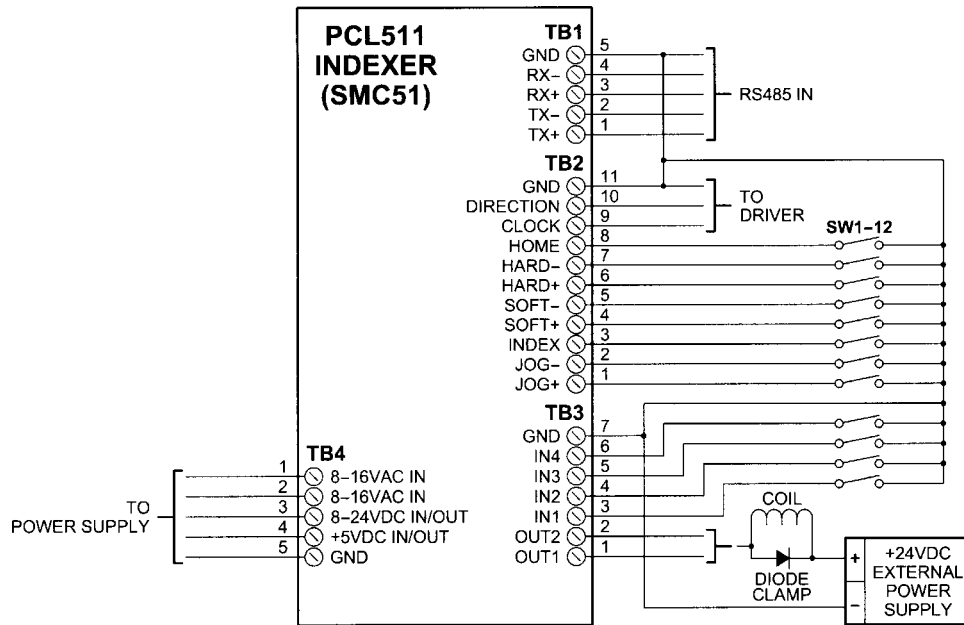 PCL511
INDEXER
(SMC51)
TB1
GND 5
RX− 4
RX+ 3
TX− 2
TX+ 1
RS485 IN
TB2
GND 11
DIRECTION 10
CLOCK 9
TO
DRIVER
HOME 8
HARD− 7
HARD+ 6
SOFT− 5
SOFT+ 4
INDEX 3
JOG− 2
JOG+ 1
SW1−12
TB3
GND 7
IN4 6
IN3 5
IN2 4
IN1 3
OUT2 2
OUT1 1
COIL
DIODE
CLAMP
+
−
+24VDC
EXTERNAL
POWER
SUPPLY
TB4
1 8−16VAC IN
2 8−16VAC IN
3 8−24VDC IN/OUT
4 +5VDC IN/OUT
5 GND
TO
POWER SUPPLY